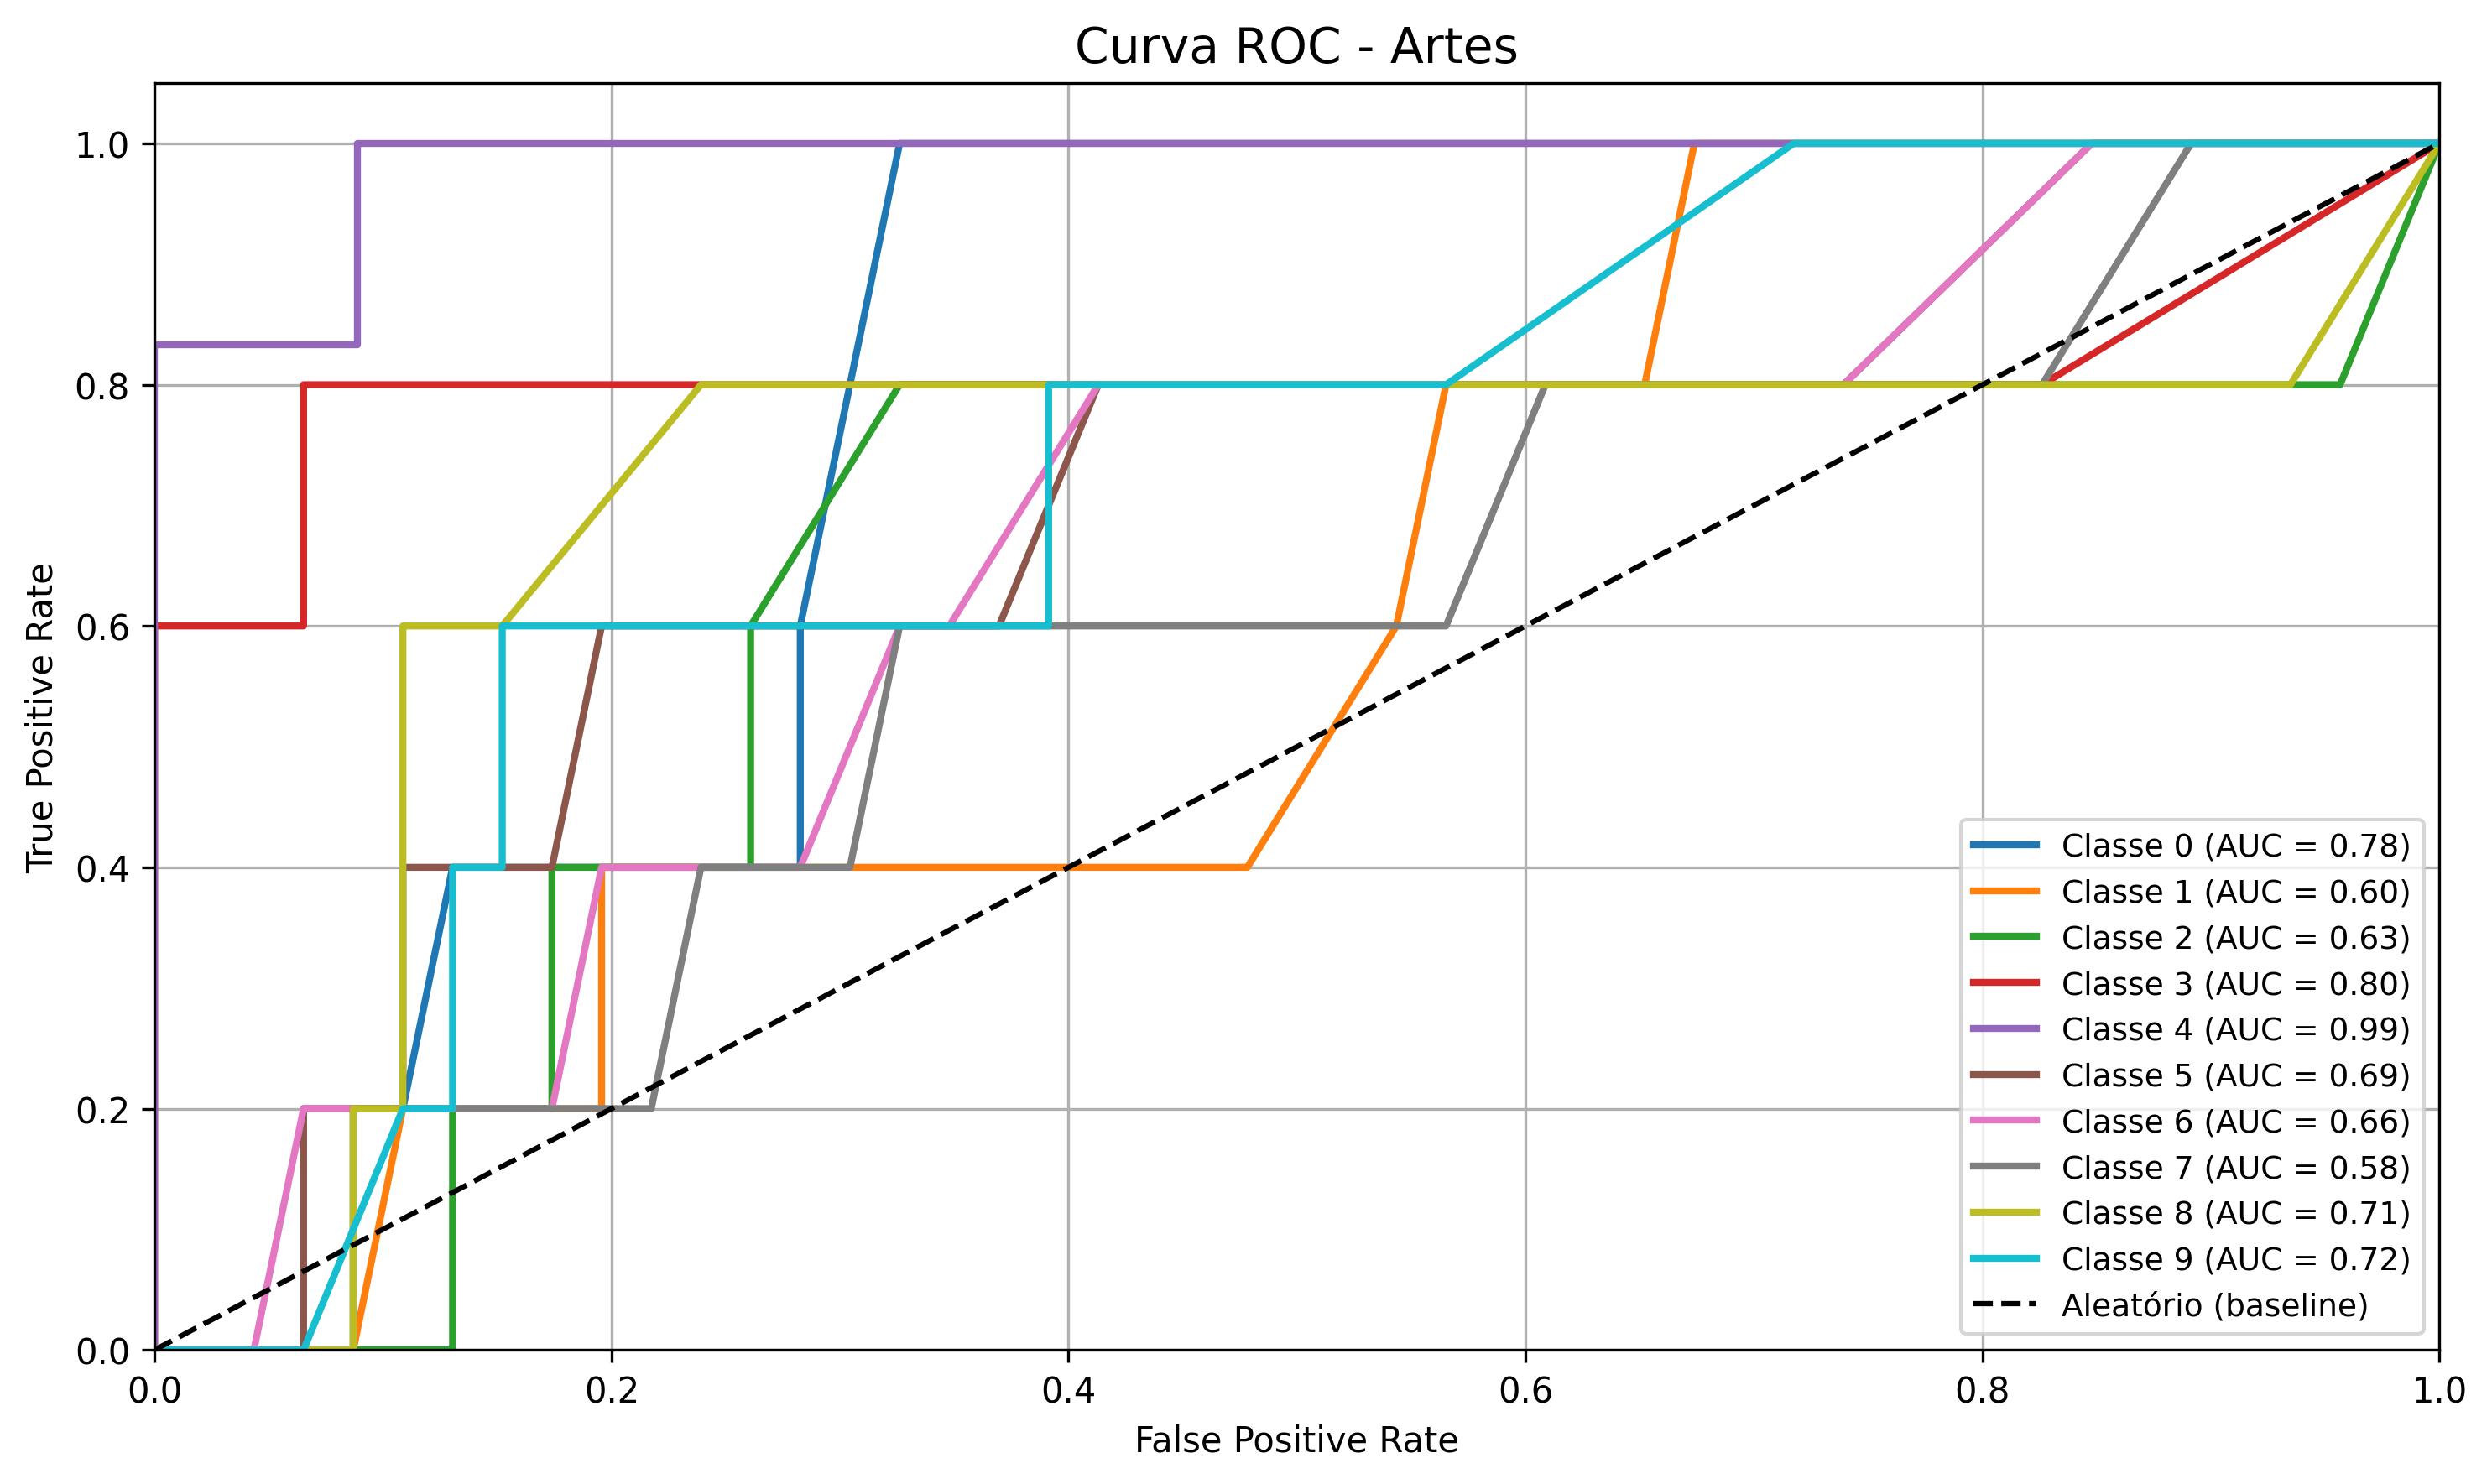 Curva ROC - Artes
True Positive Rate
1.0
0.8
0.6
0.4
0.2
0.0
0.0 0.2 0.4 0.6 0.8 1.0
False Positive Rate
Classe 0 (AUC = 0.78)
Classe 1 (AUC = 0.60)
Classe 2 (AUC = 0.63)
Classe 3 (AUC = 0.80)
Classe 4 (AUC = 0.99)
Classe 5 (AUC = 0.69)
Classe 6 (AUC = 0.66)
Classe 7 (AUC = 0.58)
Classe 8 (AUC = 0.71)
Classe 9 (AUC = 0.72)
Aleatório (baseline)